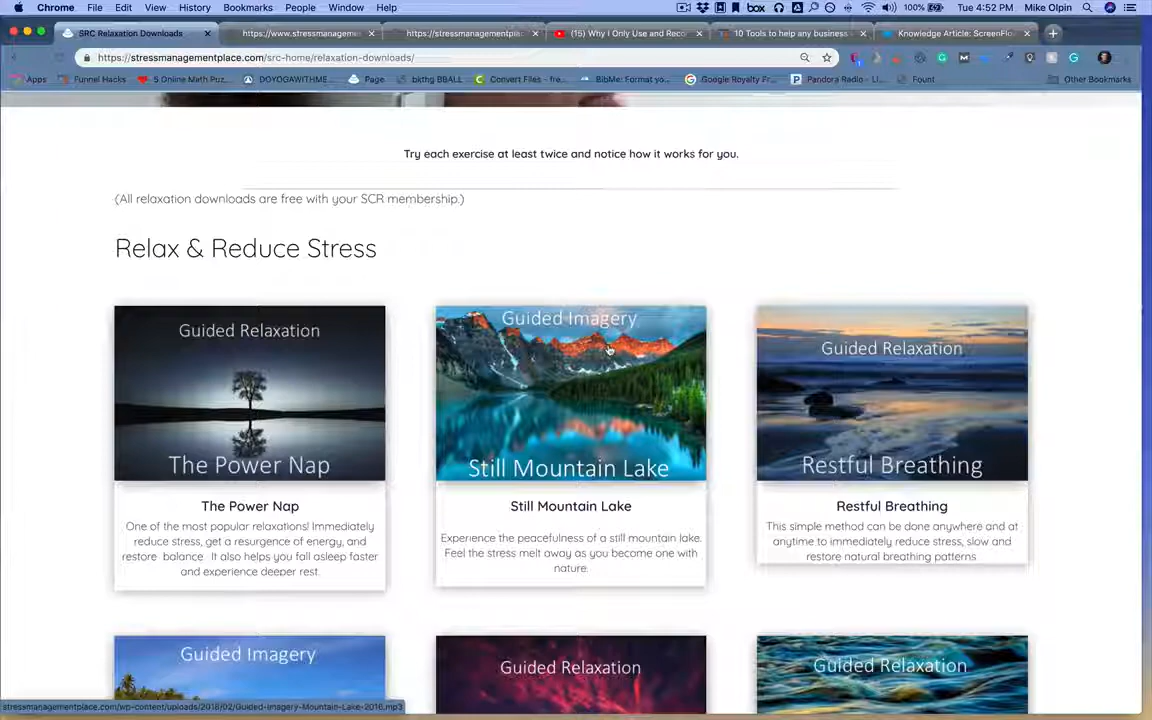 Chrome File Edit View History Bookmarks People Window Help box 100% Tue 4:52 PM Mike Olpin
SRC Relaxation Downloads https://www.stressmanageme https://stressmanagementplac (15) Why I Only Use and Reco 10 Tools to help any business Knowledge Article: ScreenFlo
https://stressmanagementplace.com/src-home/relaxation-downloads/
Apps Funnel Hacks 5 Online Math Puz... DOYOGAWITHME... Page bkthg BBALL Convert Files - fre... BibMe: Format yo... Google Royalty Fr... Pandora Radio - Li... Fount Other Bookmarks
Try each exercise at least twice and notice how it works for you.
(All relaxation downloads are free with your SCR membership.)
Relax & Reduce Stress
Guided Relaxation
The Power Nap
The Power Nap
One of the most popular relaxations! Immediately
reduce stress, get a resurgence of energy, and
restore balance. It also helps you fall asleep faster
and experience deeper rest.
Guided Imagery
Still Mountain Lake
Still Mountain Lake
Experience the peacefulness of a still mountain lake.
Feel the stress melt away as you become one with
nature.
Guided Relaxation
Restful Breathing
Restful Breathing
This simple method can be done anywhere and at
anytime to immediately reduce stress, slow and
restore natural breathing patterns
Guided Imagery
Guided Relaxation
Guided Relaxation
stressmanagementplace.com/wp-content/uploads/2018/02/Guided-Imagery-Mountain-Lake-2016.mp3